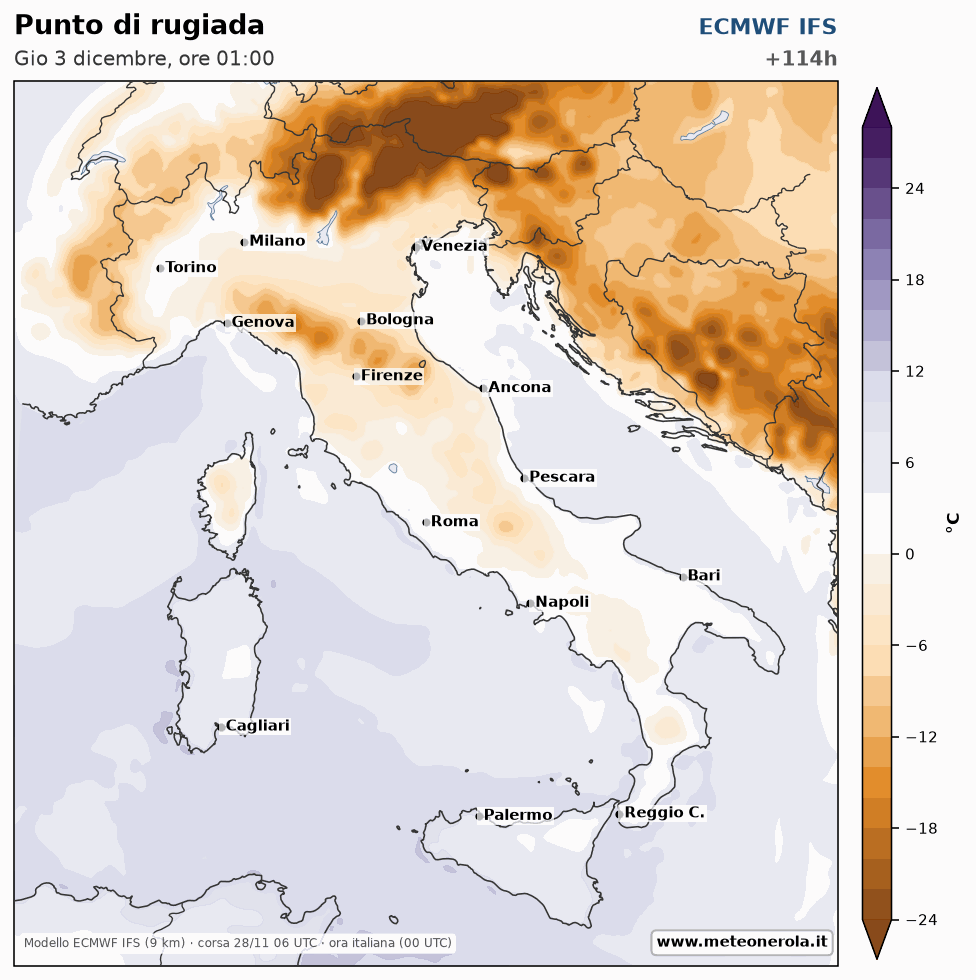 Punto di rugiada
ECMWF IFS
Gio 3 dicembre, ore 01:00
+114h
Milano
Venezia
Torino
Genova
Bologna
Firenze
Ancona
Pescara
Roma
Bari
Napoli
Cagliari
Palermo
Reggio C.
24
18
12
6
0
−6
−12
−18
−24
°C
Modello ECMWF IFS (9 km) · corsa 28/11 06 UTC · ora italiana (00 UTC)
www.meteonerola.it